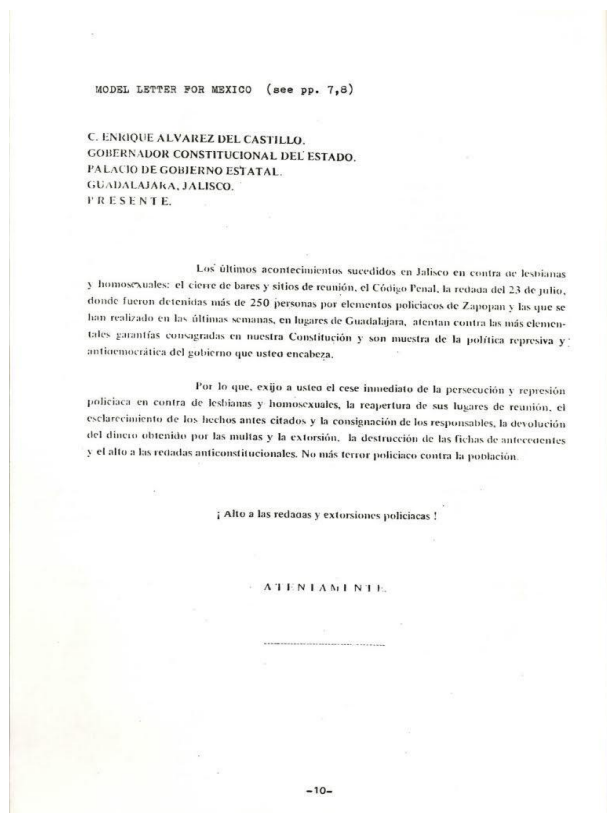 MODEL LETTER FOR MEXICO (see pp. 7,8)
C. ENRIQUE ALVAREZ DEL CASTILLO.
GOBERNADOR CONSTITUCIONAL DEL ESTADO.
PALACIO DE GOBIERNO ESTATAL.
GUADALAJARA, JALISCO.
P R E S E N T E.
Los últimos acontecimientos sucedidos en Jalisco en contra de lesbianas
y homosexuales: el cierre de bares y sitios de reunión, el Código Penal, la redada del 23 de julio,
donde fueron detenidas más de 250 personas por elementos policiacos de Zapopan y las que se
han realizado en las últimas semanas, en lugares de Guadalajara, atentan contra las más elemen-
tales garantías consagradas en nuestra Constitución y son muestra de la política represiva y
antidemocrática del gobierno que usted encabeza.
Por lo que, exijo a usted el cese inmediato de la persecución y represión
policiaca en contra de lesbianas y homosexuales, la reapertura de sus lugares de reunión, el
esclarecimiento de los hechos antes citados y la consignación de los responsables, la devolución
del dinero obtenido por las multas y la extorsión, la destrucción de las fichas de antecedentes
y el alto a las redadas anticonstitucionales. No más terror policiaco contra la población.
¡ Alto a las redadas y extorsiones policiacas !
A T E N T A M E N T E.
-10-